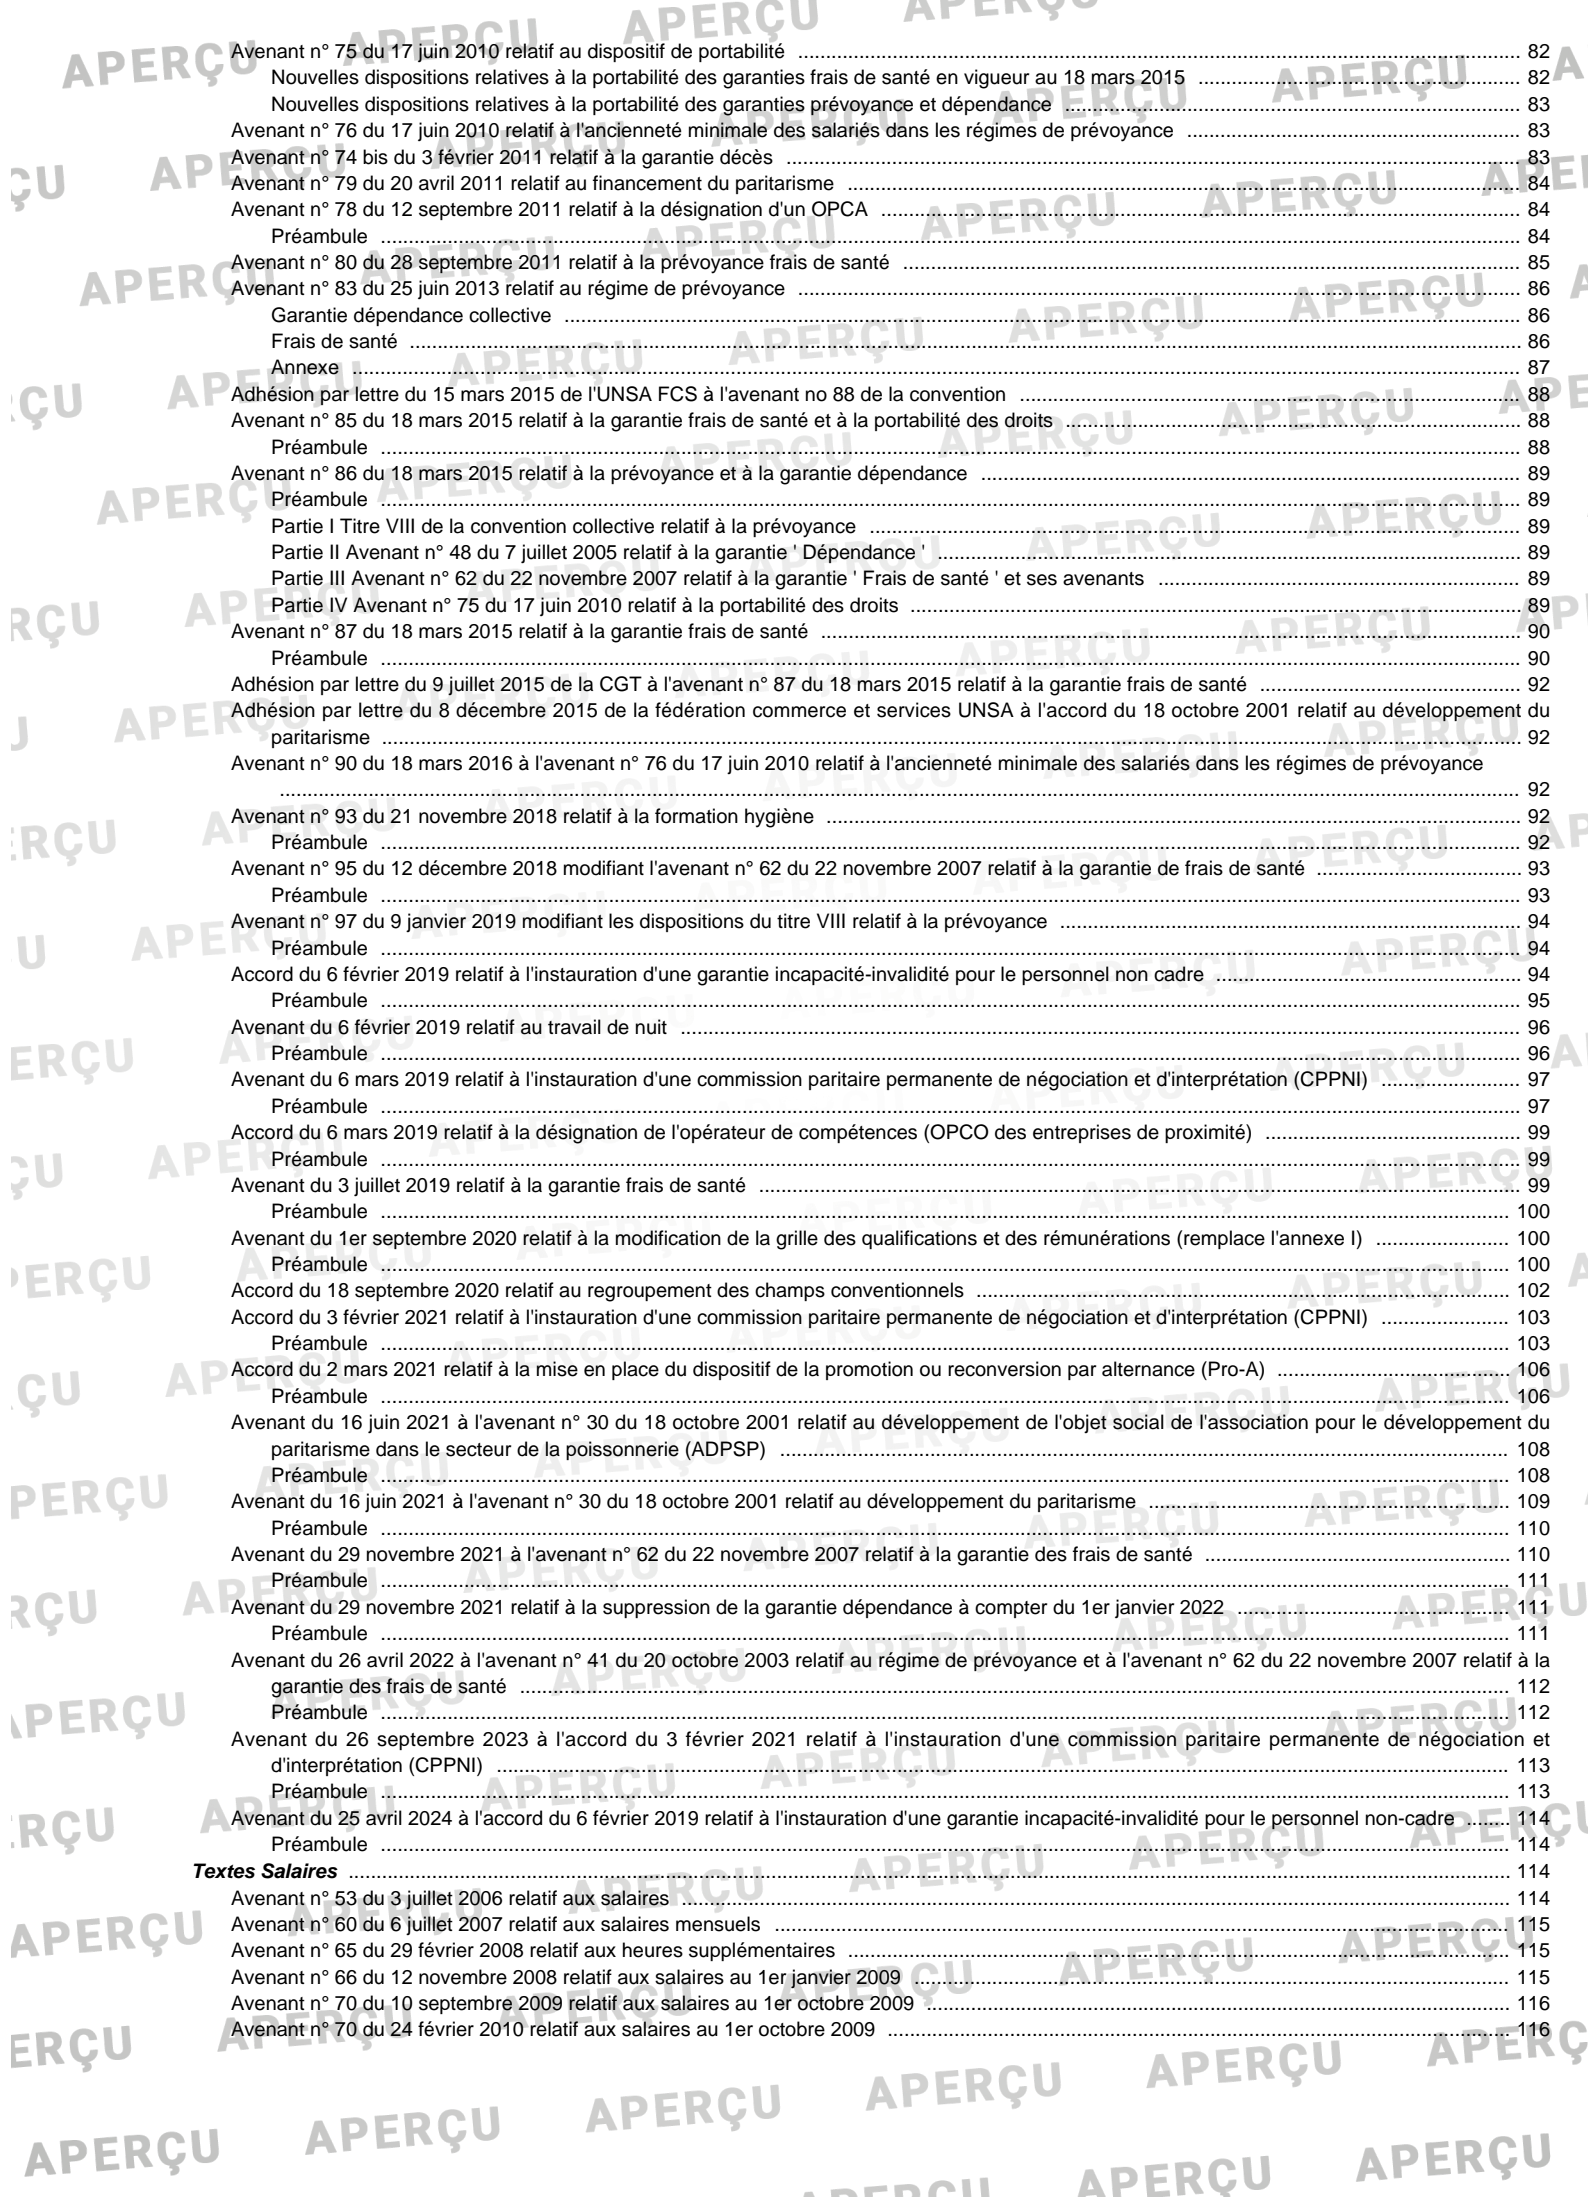 Avenant n° 75 du 17 juin 2010 relatif au dispositif de portabilité ........ 82
Nouvelles dispositions relatives à la portabilité des garanties frais de santé en vigueur au 18 mars 2015 ........ 82
Nouvelles dispositions relatives à la portabilité des garanties prévoyance et dépendance ........ 83
Avenant n° 76 du 17 juin 2010 relatif à l'ancienneté minimale des salariés dans les régimes de prévoyance ........ 83
Avenant n° 74 bis du 3 février 2011 relatif à la garantie décès ........ 83
Avenant n° 79 du 20 avril 2011 relatif au financement du paritarisme ........ 84
Avenant n° 78 du 12 septembre 2011 relatif à la désignation d'un OPCA ........ 84
Préambule ........ 84
Avenant n° 80 du 28 septembre 2011 relatif à la prévoyance frais de santé ........ 85
Avenant n° 83 du 25 juin 2013 relatif au régime de prévoyance ........ 86
Garantie dépendance collective ........ 86
Frais de santé ........ 86
Annexe ........ 87
Adhésion par lettre du 15 mars 2015 de l'UNSA FCS à l'avenant no 88 de la convention ........ 88
Avenant n° 85 du 18 mars 2015 relatif à la garantie frais de santé et à la portabilité des droits ........ 88
Préambule ........ 88
Avenant n° 86 du 18 mars 2015 relatif à la prévoyance et à la garantie dépendance ........ 89
Préambule ........ 89
Partie I Titre VIII de la convention collective relatif à la prévoyance ........ 89
Partie II Avenant n° 48 du 7 juillet 2005 relatif à la garantie ' Dépendance ' ........ 89
Partie III Avenant n° 62 du 22 novembre 2007 relatif à la garantie ' Frais de santé ' et ses avenants ........ 89
Partie IV Avenant n° 75 du 17 juin 2010 relatif à la portabilité des droits ........ 89
Avenant n° 87 du 18 mars 2015 relatif à la garantie frais de santé ........ 90
Préambule ........ 90
Adhésion par lettre du 9 juillet 2015 de la CGT à l'avenant n° 87 du 18 mars 2015 relatif à la garantie frais de santé ........ 92
Adhésion par lettre du 8 décembre 2015 de la fédération commerce et services UNSA à l'accord du 18 octobre 2001 relatif au développement du
paritarisme ........ 92
Avenant n° 90 du 18 mars 2016 à l'avenant n° 76 du 17 juin 2010 relatif à l'ancienneté minimale des salariés dans les régimes de prévoyance
........ 92
Avenant n° 93 du 21 novembre 2018 relatif à la formation hygiène ........ 92
Préambule ........ 92
Avenant n° 95 du 12 décembre 2018 modifiant l'avenant n° 62 du 22 novembre 2007 relatif à la garantie de frais de santé ........ 93
Préambule ........ 93
Avenant n° 97 du 9 janvier 2019 modifiant les dispositions du titre VIII relatif à la prévoyance ........ 94
Préambule ........ 94
Accord du 6 février 2019 relatif à l'instauration d'une garantie incapacité-invalidité pour le personnel non cadre ........ 94
Préambule ........ 95
Avenant du 6 février 2019 relatif au travail de nuit ........ 96
Préambule ........ 96
Avenant du 6 mars 2019 relatif à l'instauration d'une commission paritaire permanente de négociation et d'interprétation (CPPNI) ........ 97
Préambule ........ 97
Accord du 6 mars 2019 relatif à la désignation de l'opérateur de compétences (OPCO des entreprises de proximité) ........ 99
Préambule ........ 99
Avenant du 3 juillet 2019 relatif à la garantie frais de santé ........ 99
Préambule ........ 100
Avenant du 1er septembre 2020 relatif à la modification de la grille des qualifications et des rémunérations (remplace l'annexe I) ........ 100
Préambule ........ 100
Accord du 18 septembre 2020 relatif au regroupement des champs conventionnels ........ 102
Accord du 3 février 2021 relatif à l'instauration d'une commission paritaire permanente de négociation et d'interprétation (CPPNI) ........ 103
Préambule ........ 103
Accord du 2 mars 2021 relatif à la mise en place du dispositif de la promotion ou reconversion par alternance (Pro-A) ........ 106
Préambule ........ 106
Avenant du 16 juin 2021 à l'avenant n° 30 du 18 octobre 2001 relatif au développement de l'objet social de l'association pour le développement du
paritarisme dans le secteur de la poissonnerie (ADPSP) ........ 108
Préambule ........ 108
Avenant du 16 juin 2021 à l'avenant n° 30 du 18 octobre 2001 relatif au développement du paritarisme ........ 109
Préambule ........ 110
Avenant du 29 novembre 2021 à l'avenant n° 62 du 22 novembre 2007 relatif à la garantie des frais de santé ........ 110
Préambule ........ 111
Avenant du 29 novembre 2021 relatif à la suppression de la garantie dépendance à compter du 1er janvier 2022 ........ 111
Préambule ........ 111
Avenant du 26 avril 2022 à l'avenant n° 41 du 20 octobre 2003 relatif au régime de prévoyance et à l'avenant n° 62 du 22 novembre 2007 relatif à la
garantie des frais de santé ........ 112
Préambule ........ 112
Avenant du 26 septembre 2023 à l'accord du 3 février 2021 relatif à l'instauration d'une commission paritaire permanente de négociation et
d'interprétation (CPPNI) ........ 113
Préambule ........ 113
Avenant du 25 avril 2024 à l'accord du 6 février 2019 relatif à l'instauration d'une garantie incapacité-invalidité pour le personnel non-cadre ........ 114
Préambule ........ 114
Textes Salaires ........ 114
Avenant n° 53 du 3 juillet 2006 relatif aux salaires ........ 114
Avenant n° 60 du 6 juillet 2007 relatif aux salaires mensuels ........ 115
Avenant n° 65 du 29 février 2008 relatif aux heures supplémentaires ........ 115
Avenant n° 66 du 12 novembre 2008 relatif aux salaires au 1er janvier 2009 ........ 115
Avenant n° 70 du 10 septembre 2009 relatif aux salaires au 1er octobre 2009 ........ 116
Avenant n° 70 du 24 février 2010 relatif aux salaires au 1er octobre 2009 ........ 116
APERÇU